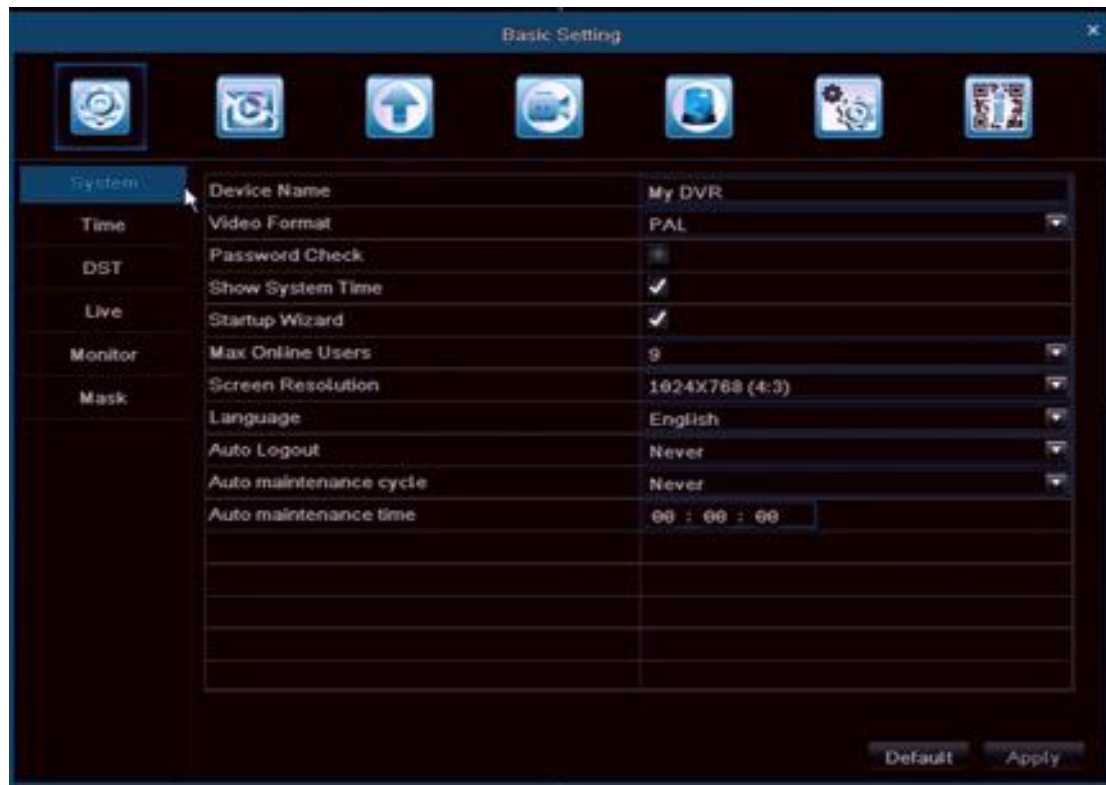 Basic Setting
System
Time
DST
Live
Monitor
Mask
Device Name My DVR
Video Format PAL
Password Check
Show System Time
Startup Wizard
Max Online Users 9
Screen Resolution 1024X768 (4:3)
Language English
Auto Logout Never
Auto maintenance cycle Never
Auto maintenance time 00 : 00 : 00
Default Apply